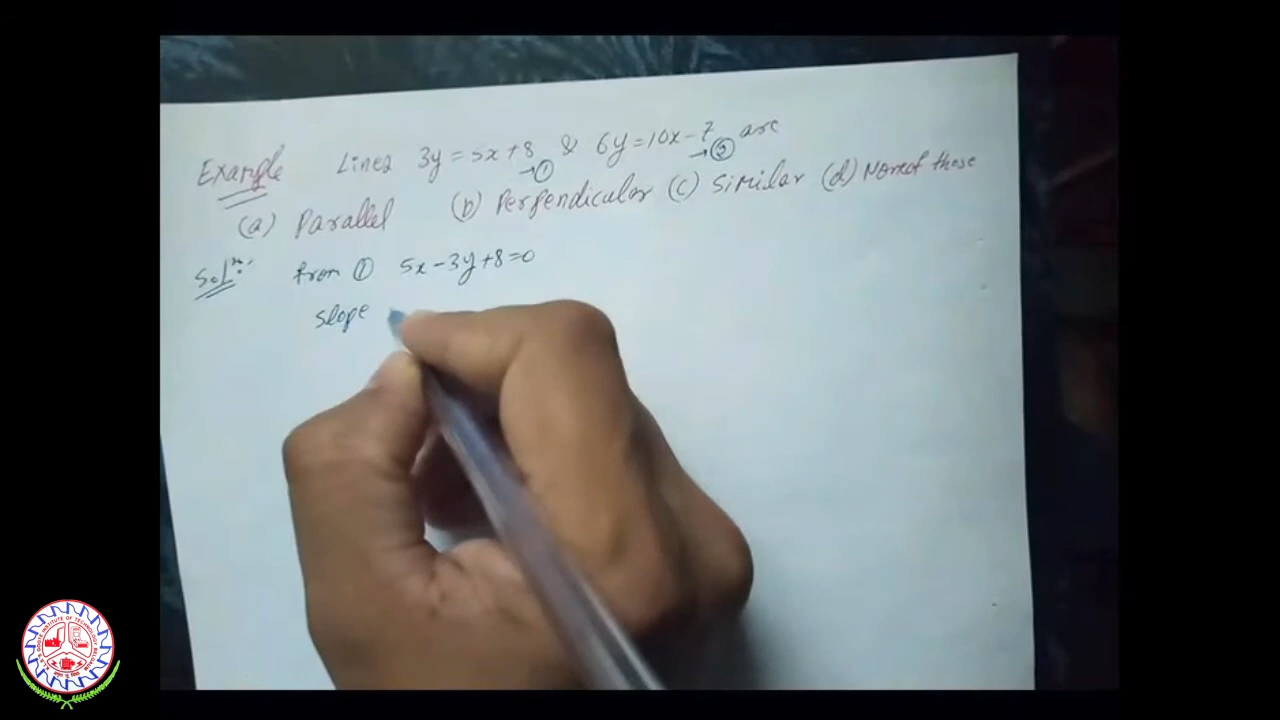 Example Lines 3y = 5x+8 & 6y = 10x-7 are
→① →②
(a) Parallel (b) Perpendicular (c) Similar (d) None of these
Solⁿ: from ① 5x-3y+8=0
Slope